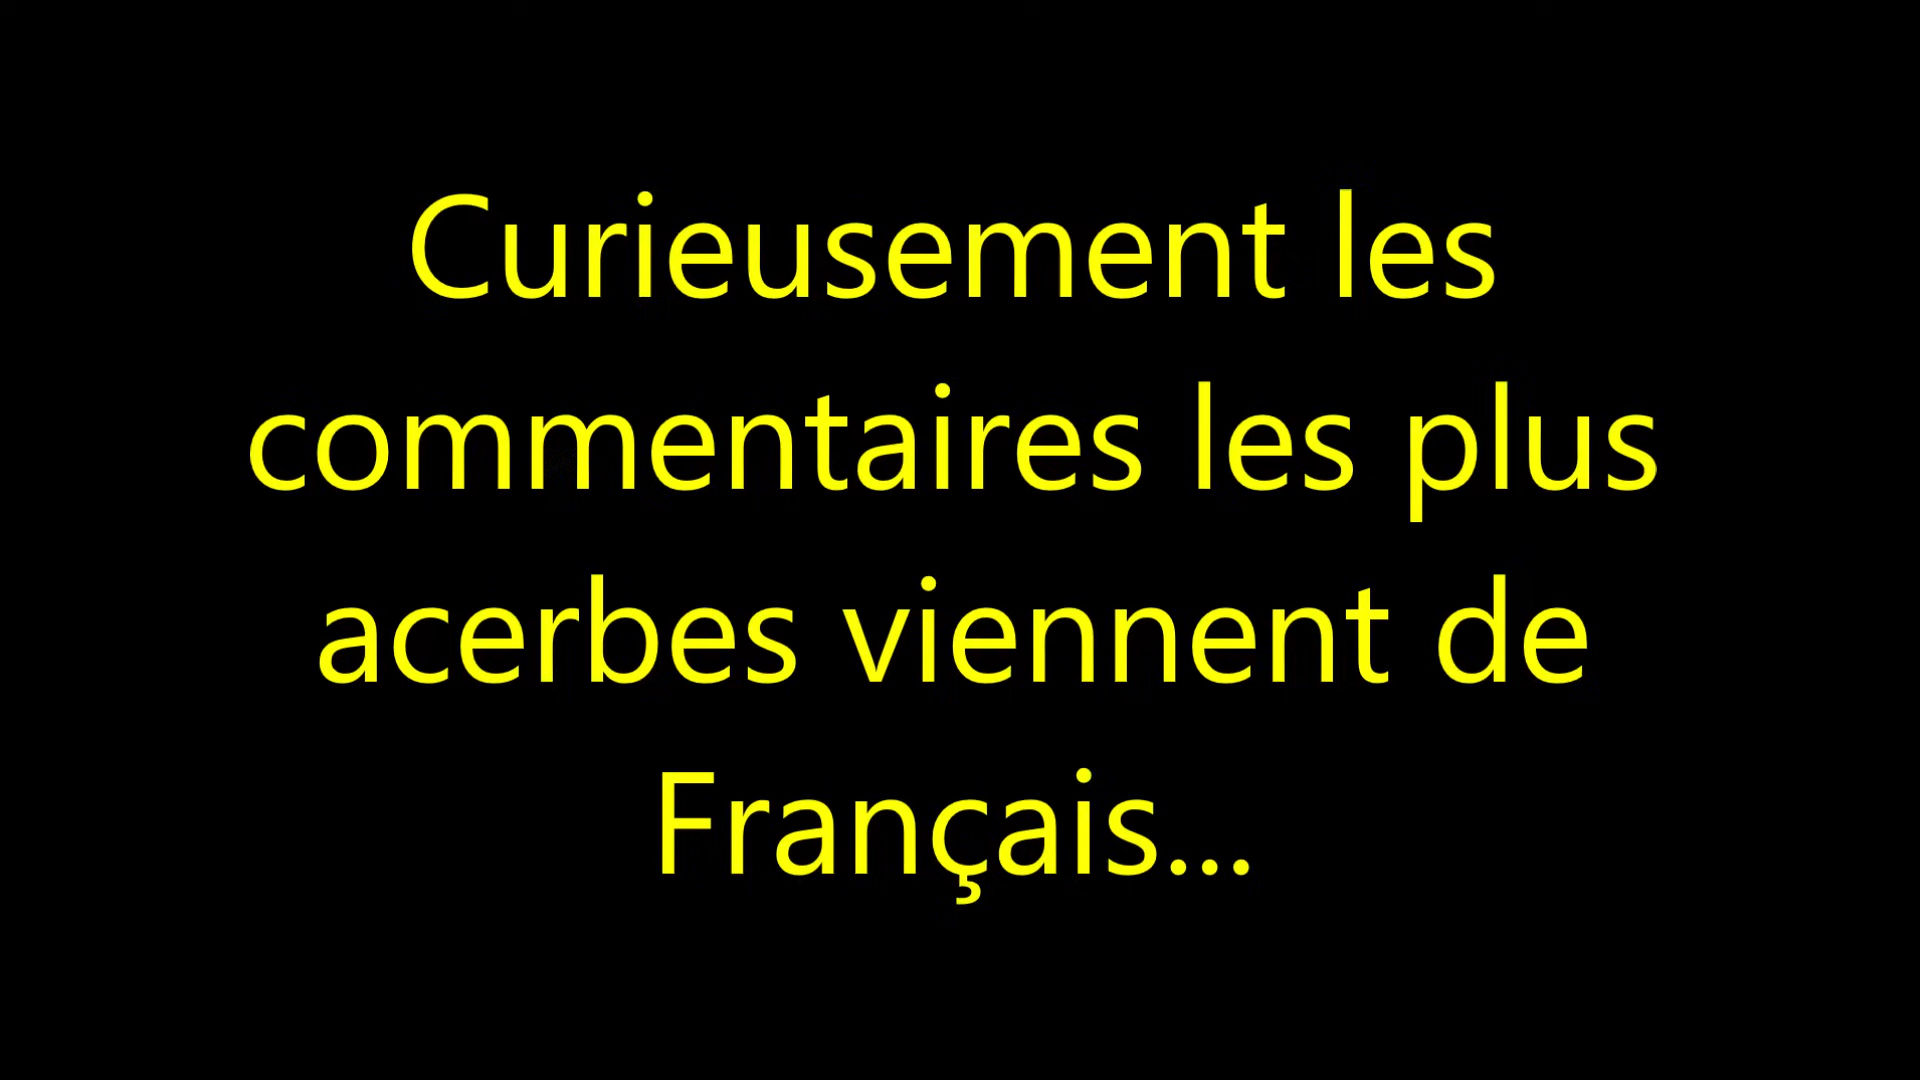 Curieusement les
commentaires les plus
acerbes viennent de
Français...